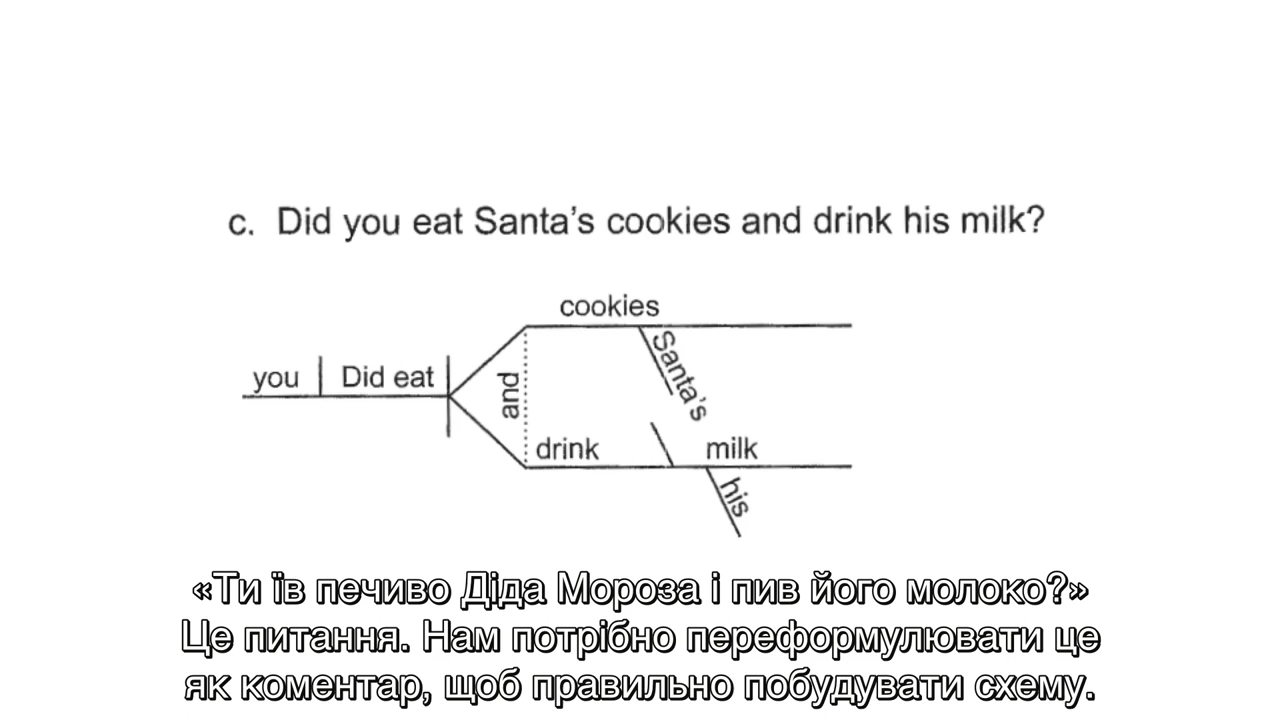 c. Did you eat Santa's cookies and drink his milk?
cookies
Santa's
you
Did eat
and
drink
milk
his
«Ти їв печиво Діда Мороза і пив його молоко?»
Це питання. Нам потрібно переформулювати це
як коментар, щоб правильно побудувати схему.